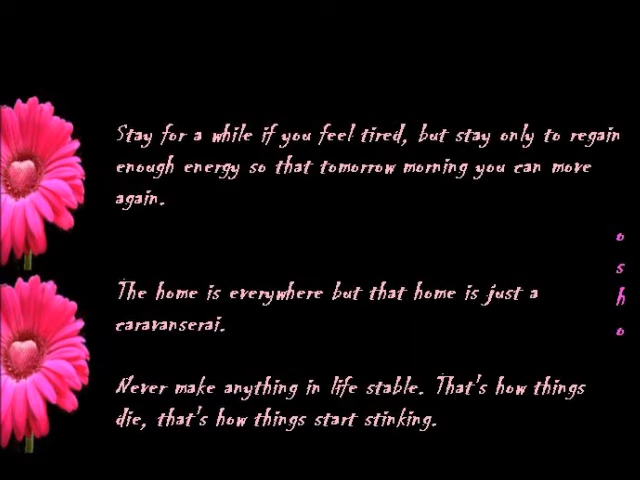 Stay for a while if you feel tired, but stay only to regain
enough energy so that tomorrow morning you can move
again.
The home is everywhere but that home is just a
caravanserai.
Never make anything in life stable. That's how things
die, that's how things start stinking.
o
s
h
o